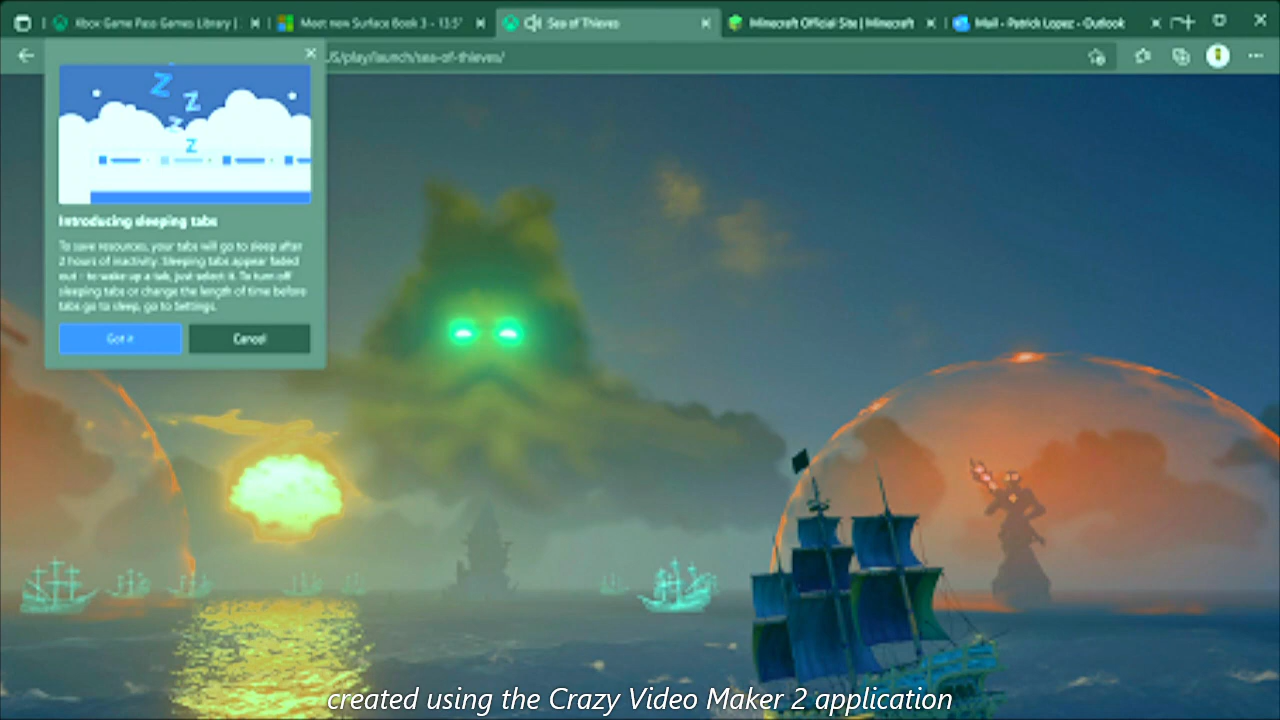 Xbox Game Pass Games Library |
Meet new Surface Book 3 - 13.5"
Sea of Thieves
Minecraft Official Site | Minecraft
Mail - Patrick Lopez - Outlook
/play/launch/sea-of-thieves/
Z
Z
Z
Z
Introducing sleeping tabs
To save resources, your tabs will go to sleep after
2 hours of inactivity. Sleeping tabs appear faded
out - to wake up a tab, just select it. To turn off
sleeping tabs or change the length of time before
tabs go to sleep, go to Settings.
Got it
Cancel
created using the Crazy Video Maker 2 application